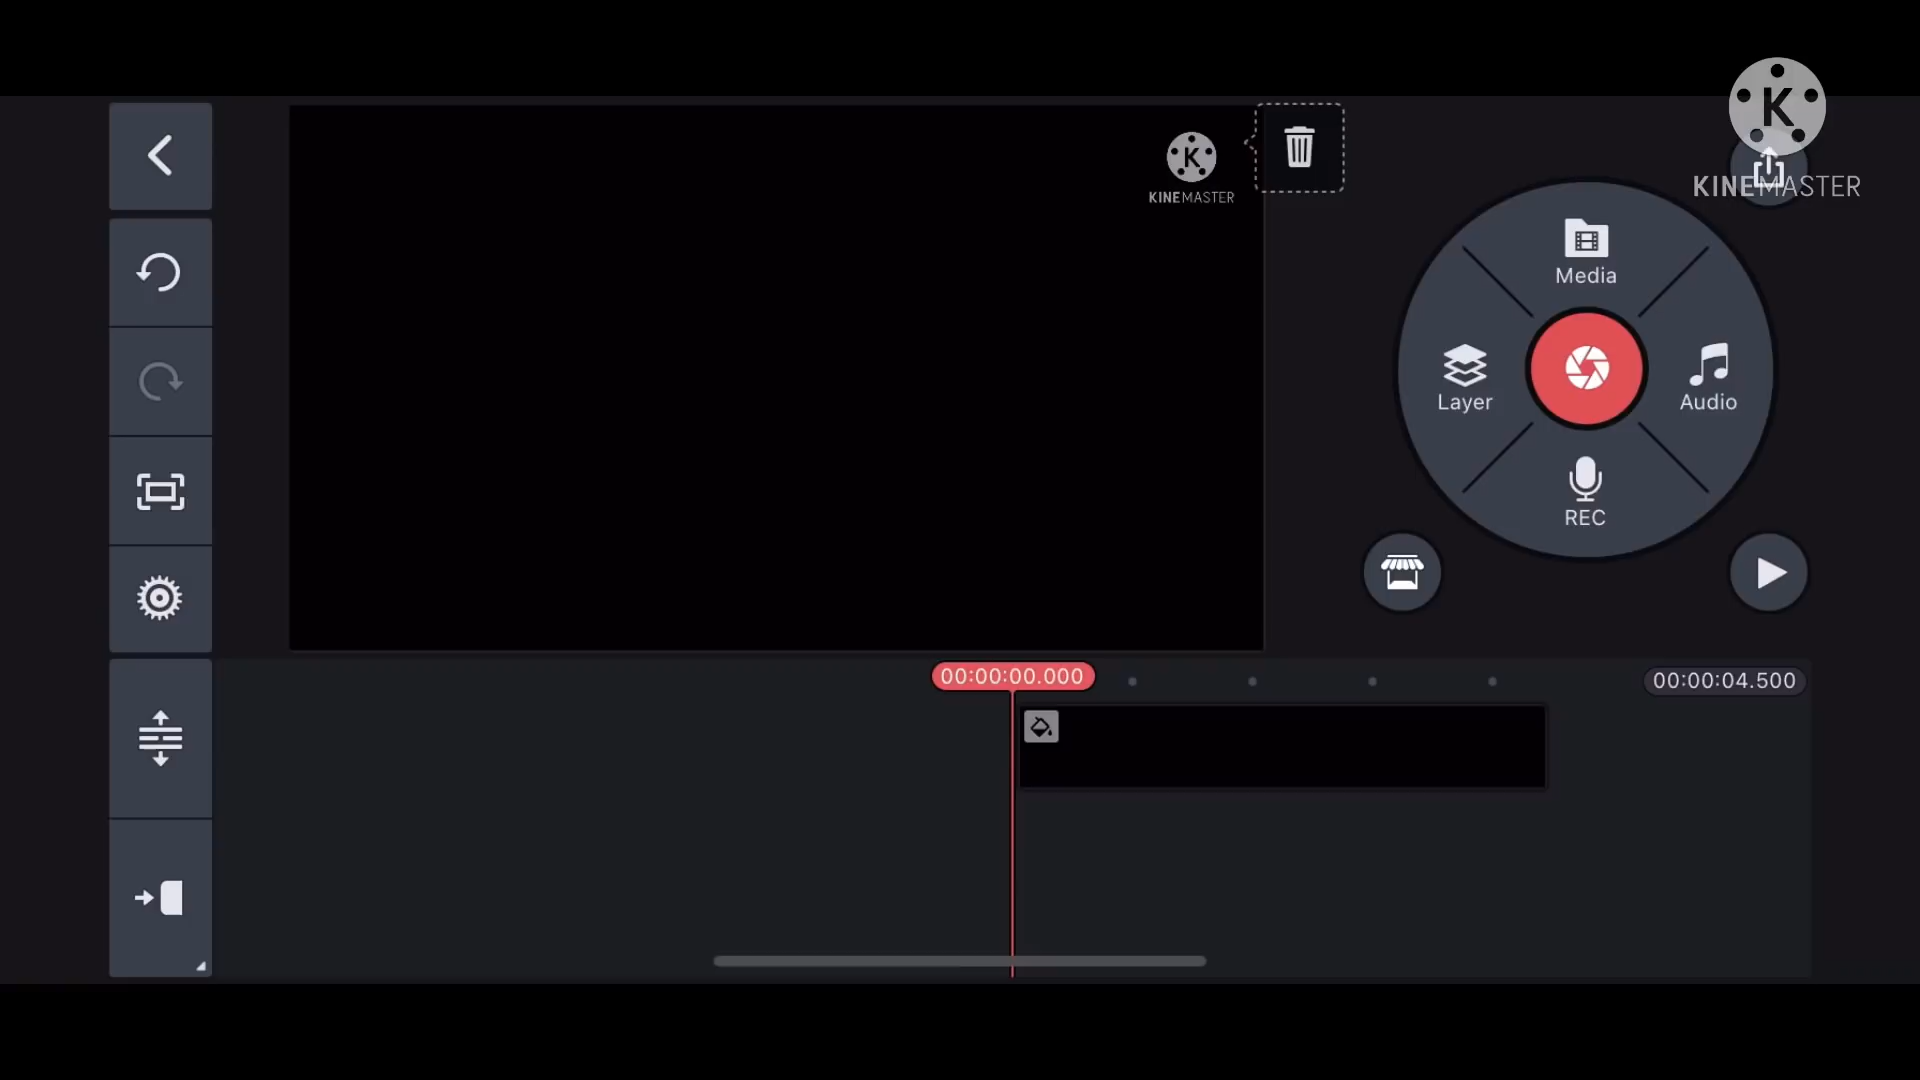 K
KINEMASTER
K
KINEMASTER
Media
Layer
Audio
REC
00:00:00.000
00:00:04.500